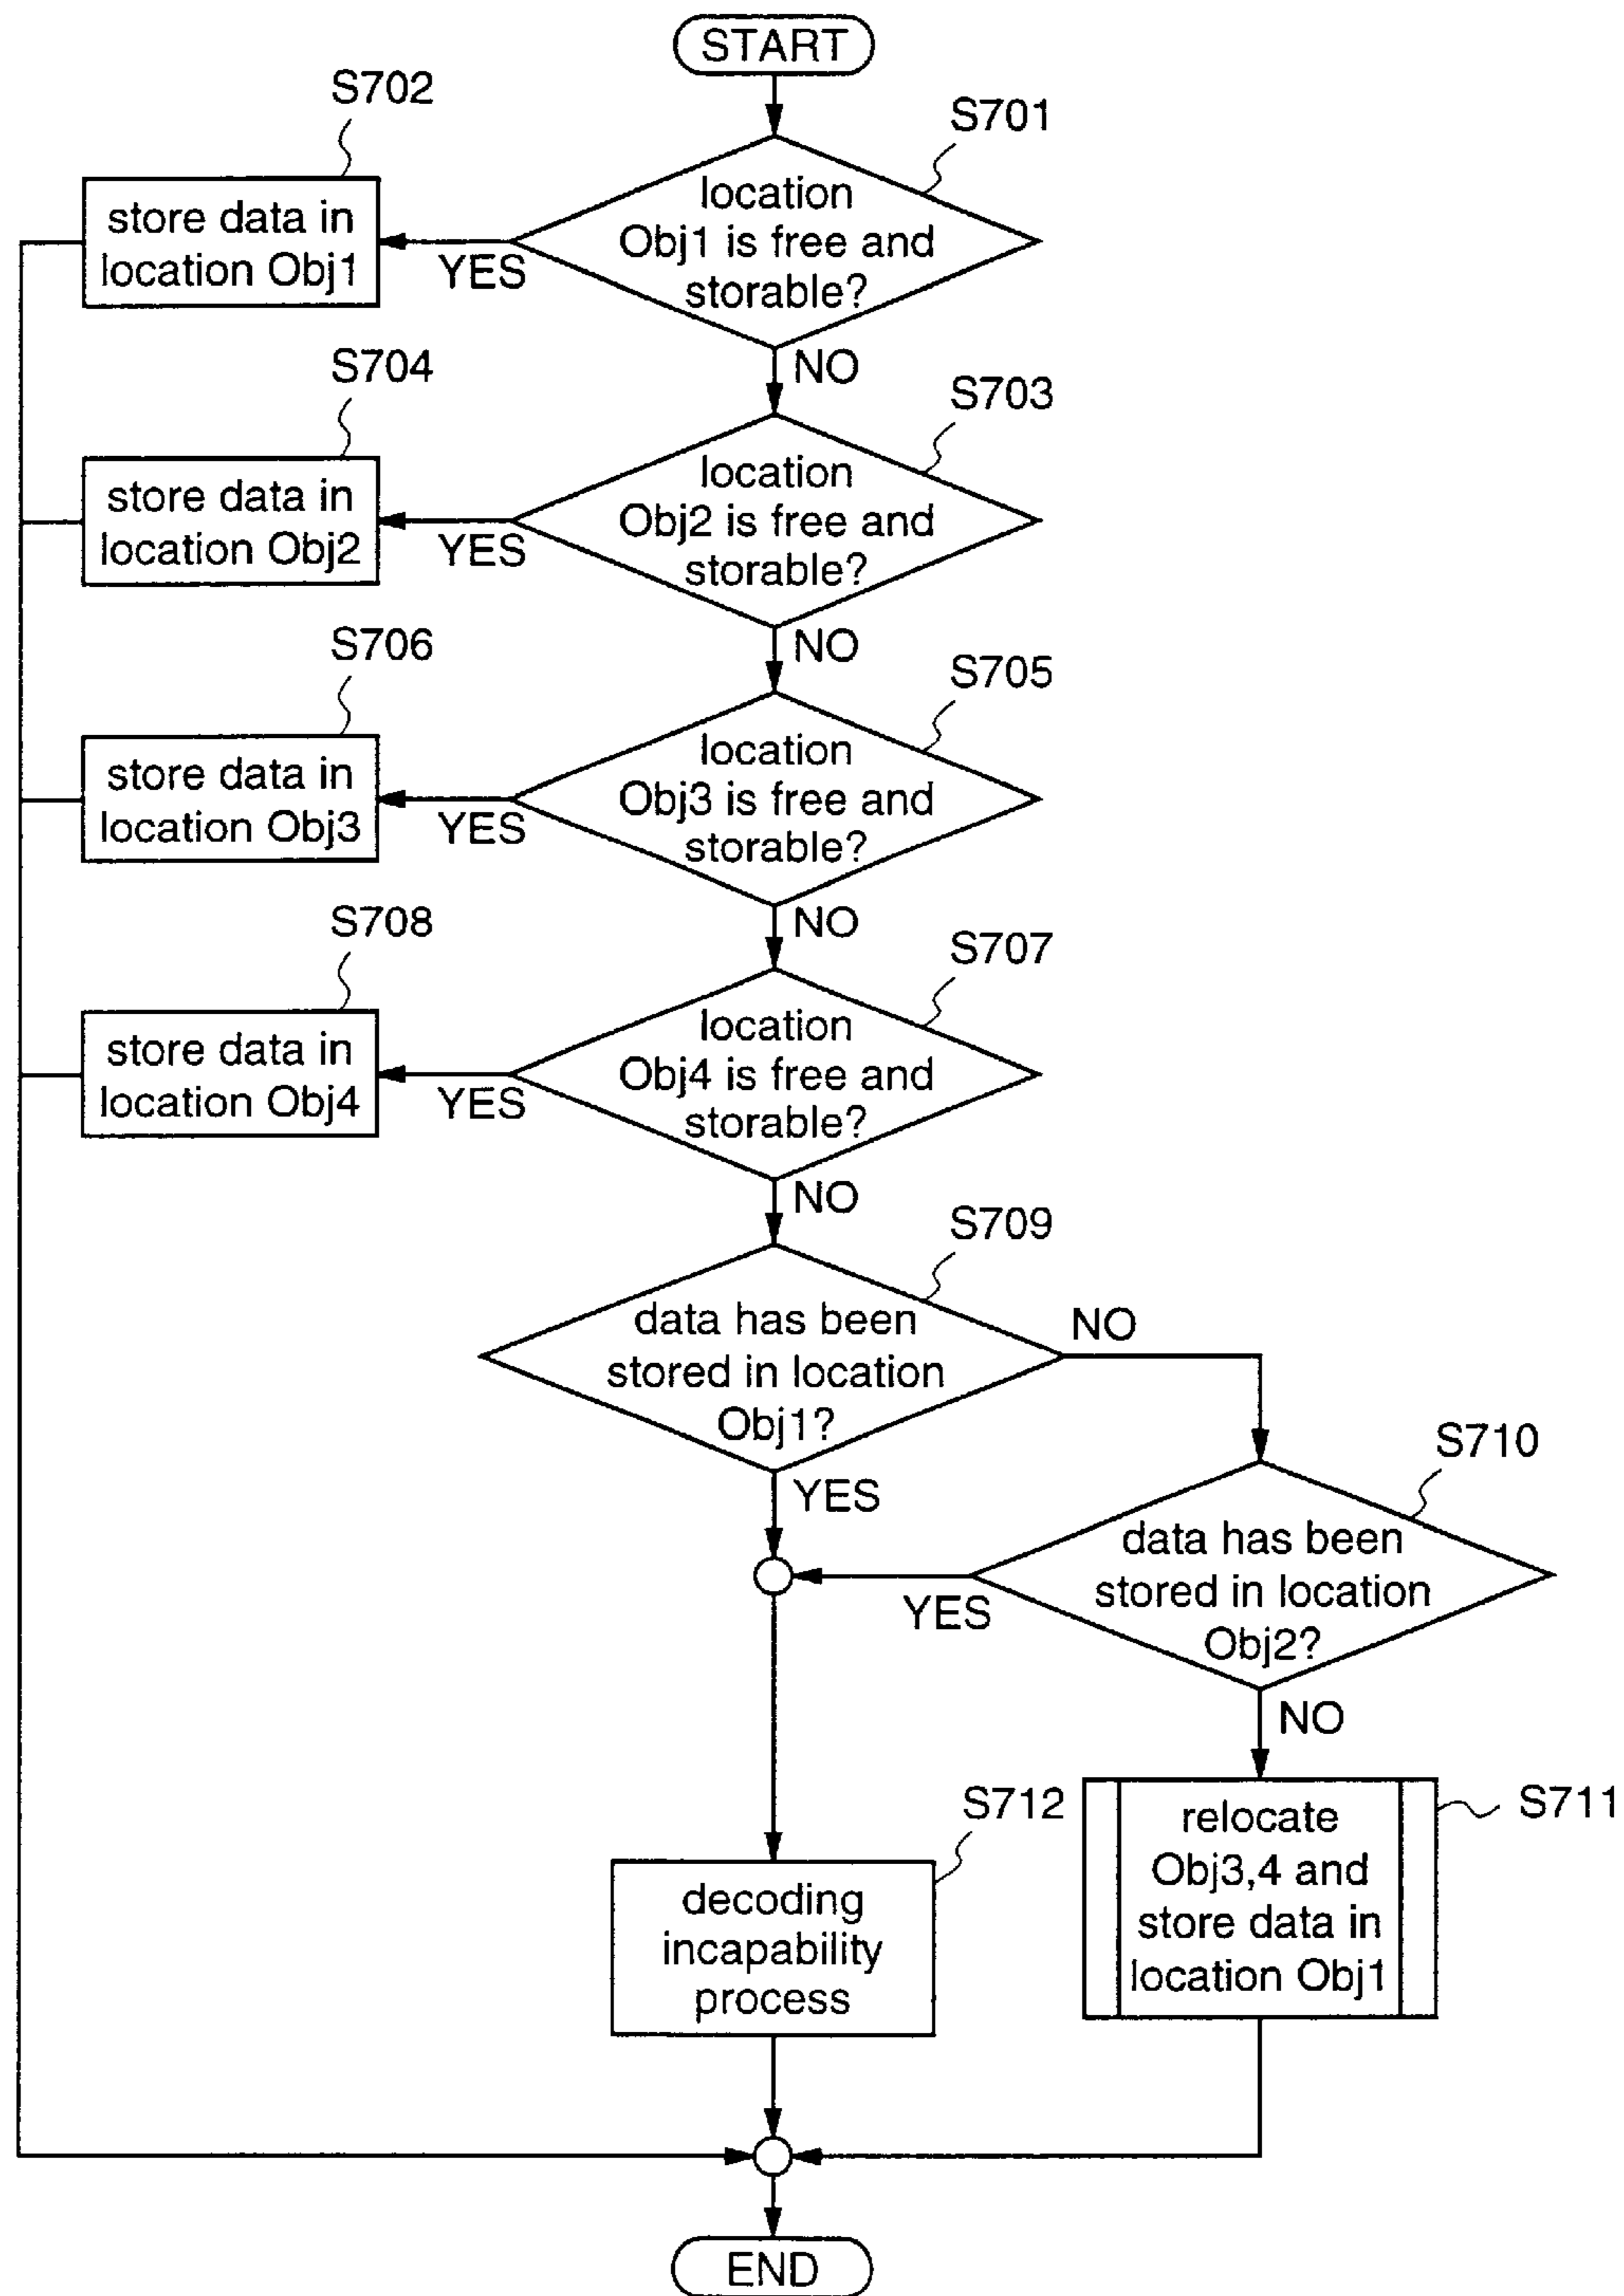 START
S702
S701
location
Obj1 is free and
storable?
store data in
location Obj1
YES
NO
S704
S703
location
Obj2 is free and
storable?
store data in
location Obj2
YES
NO
S706
S705
location
Obj3 is free and
storable?
store data in
location Obj3
YES
NO
S708
S707
location
Obj4 is free and
storable?
store data in
location Obj4
YES
NO
S709
data has been
stored in location
Obj1?
NO
YES
S710
data has been
stored in location
Obj2?
YES
NO
S712
decoding
incapability
process
S711
relocate
Obj3,4 and
store data in
location Obj1
END